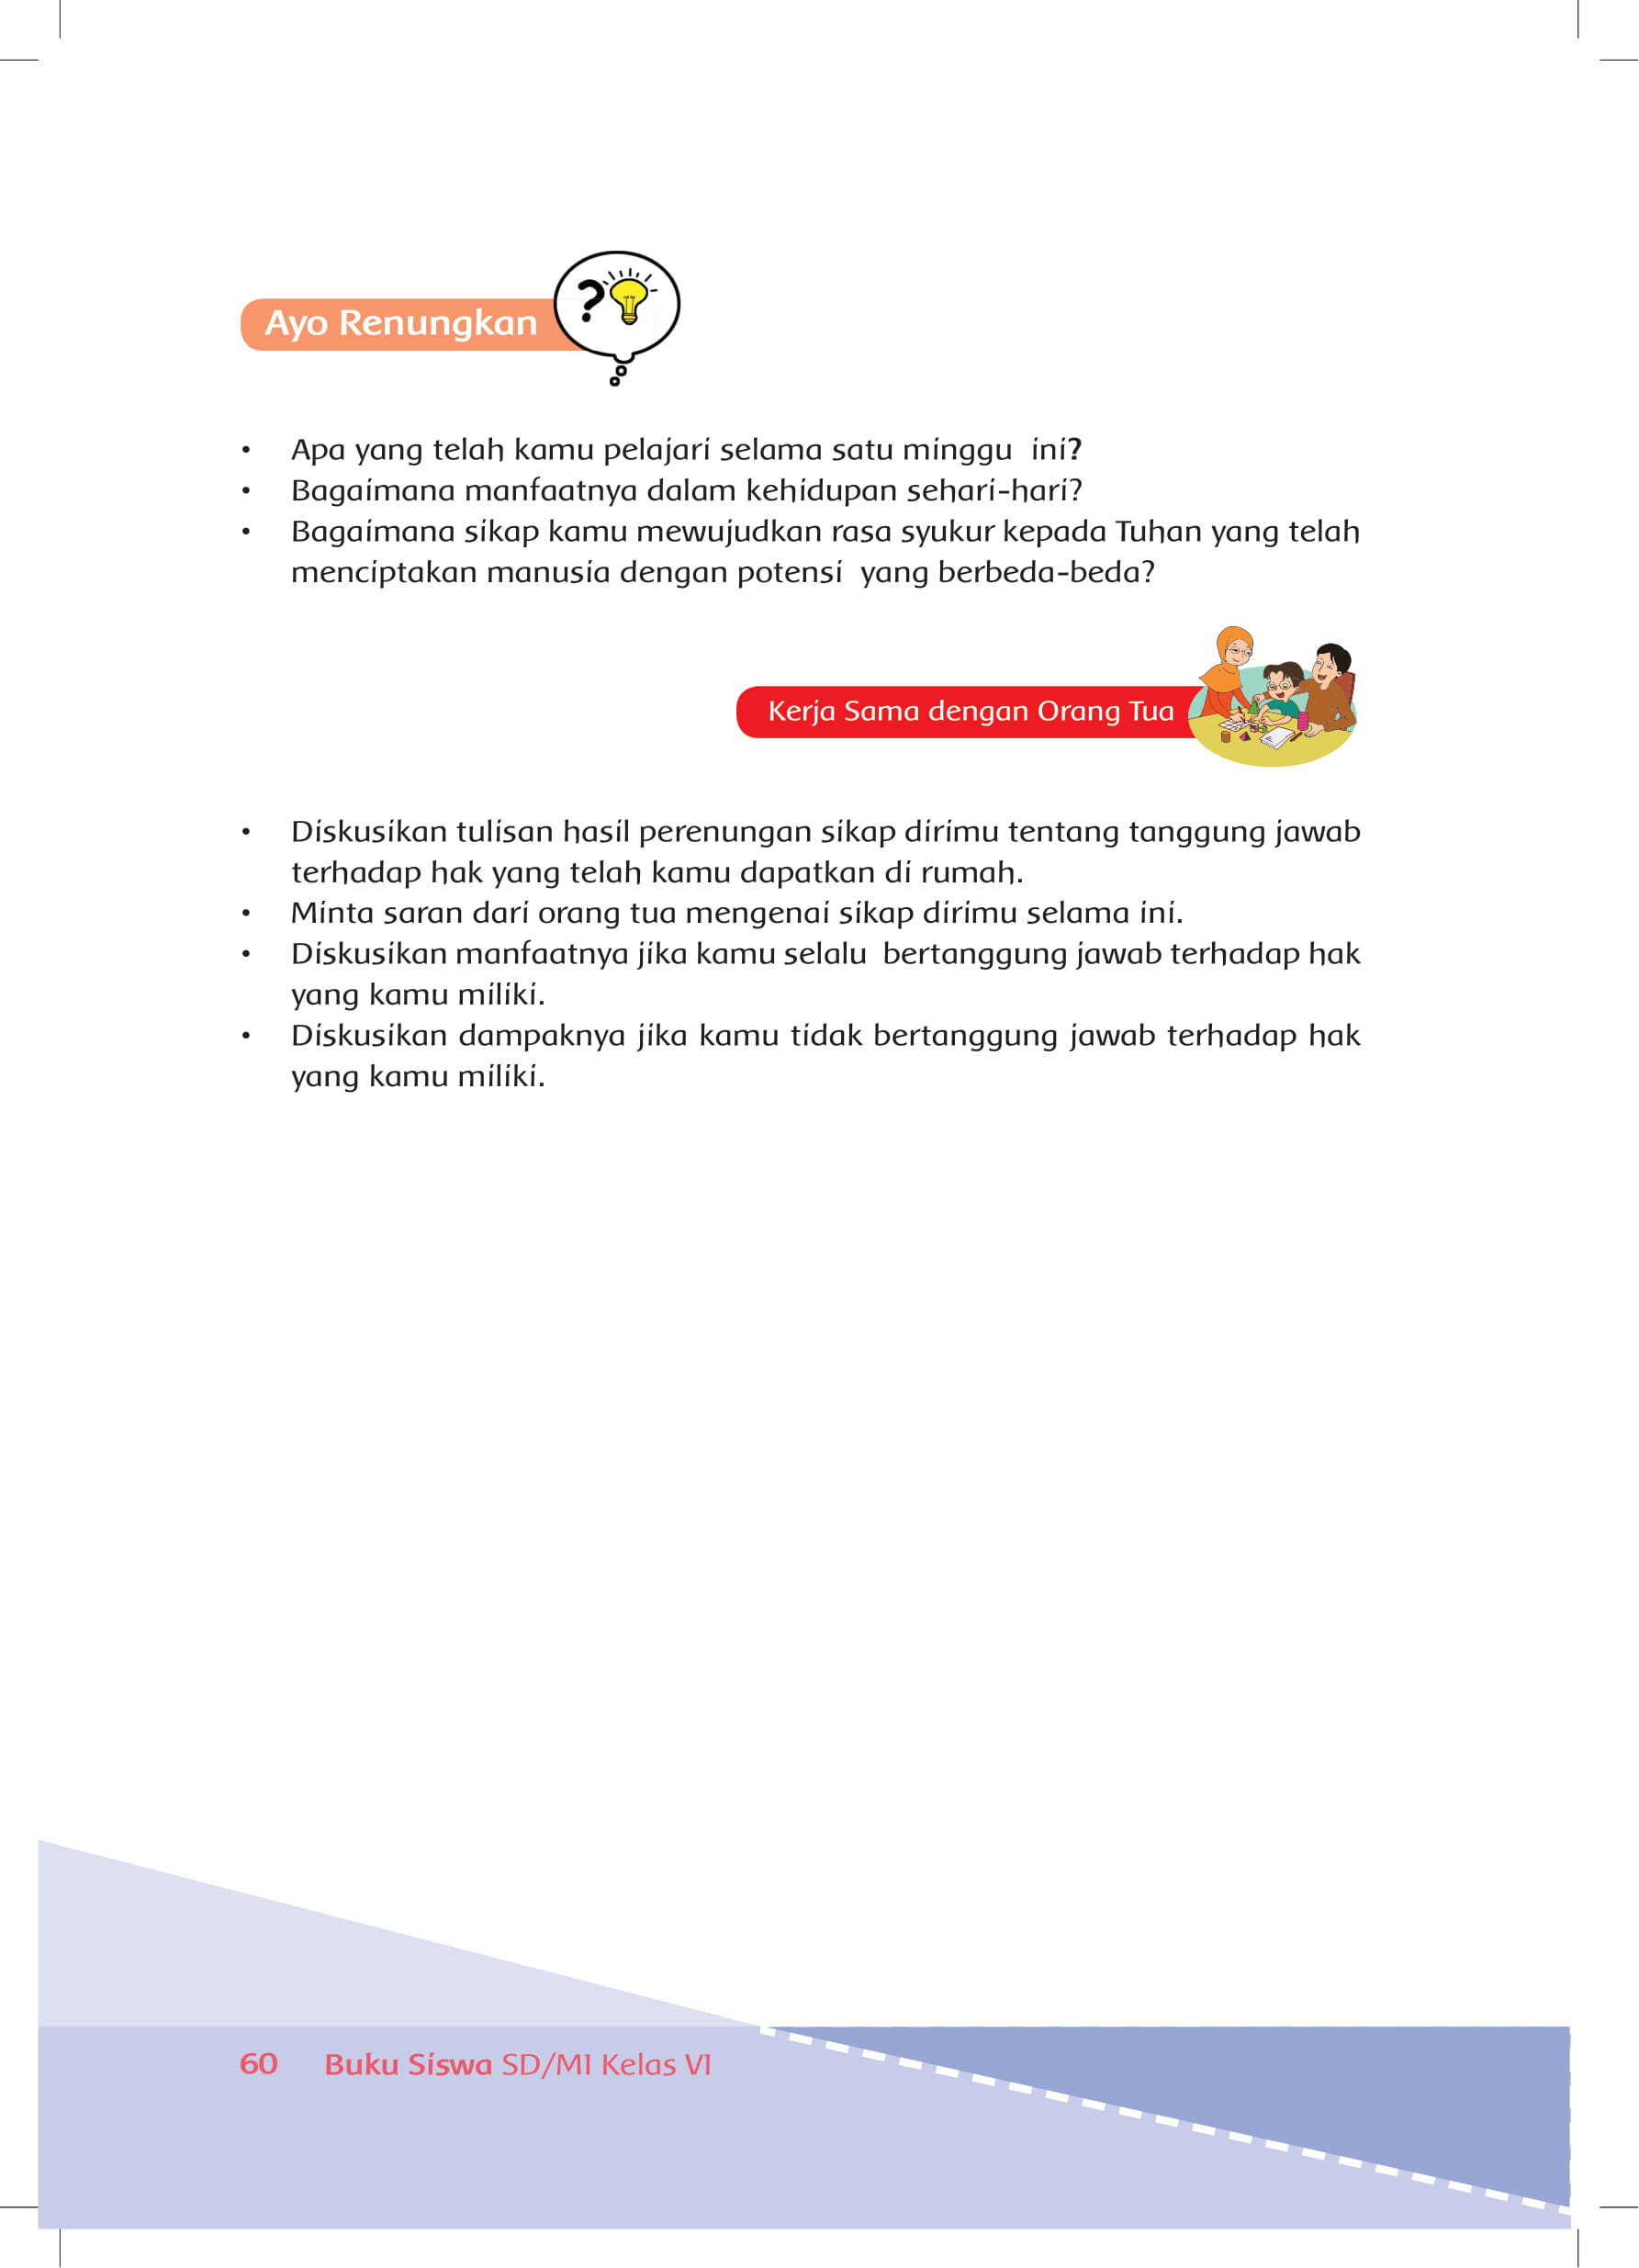 Ayo Renungkan
• Apa yang telah kamu pelajari selama satu minggu ini?
• Bagaimana manfaatnya dalam kehidupan sehari-hari?
• Bagaimana sikap kamu mewujudkan rasa syukur kepada Tuhan yang telah
menciptakan manusia dengan potensi yang berbeda-beda?
Kerja Sama dengan Orang Tua
• Diskusikan tulisan hasil perenungan sikap dirimu tentang tanggung jawab
terhadap hak yang telah kamu dapatkan di rumah.
• Minta saran dari orang tua mengenai sikap dirimu selama ini.
• Diskusikan manfaatnya jika kamu selalu bertanggung jawab terhadap hak
yang kamu miliki.
• Diskusikan dampaknya jika kamu tidak bertanggung jawab terhadap hak
yang kamu miliki.
60 Buku Siswa SD/MI Kelas VI